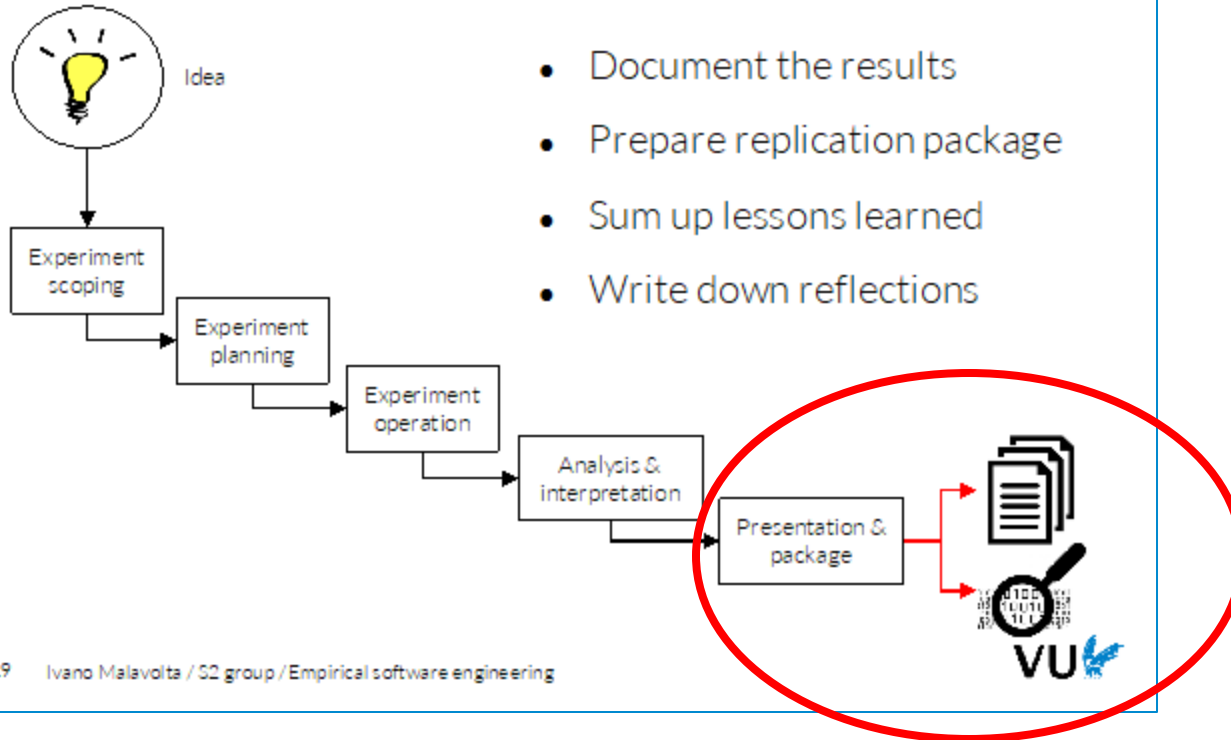 Idea
• Document the results
• Prepare replication package
• Sum up lessons learned
• Write down reflections
Experiment
scoping
Experiment
planning
Experiment
operation
Analysis &
interpretation
Presentation &
package
9 Ivano Malavolta / S2 group / Empirical software engineering
VU